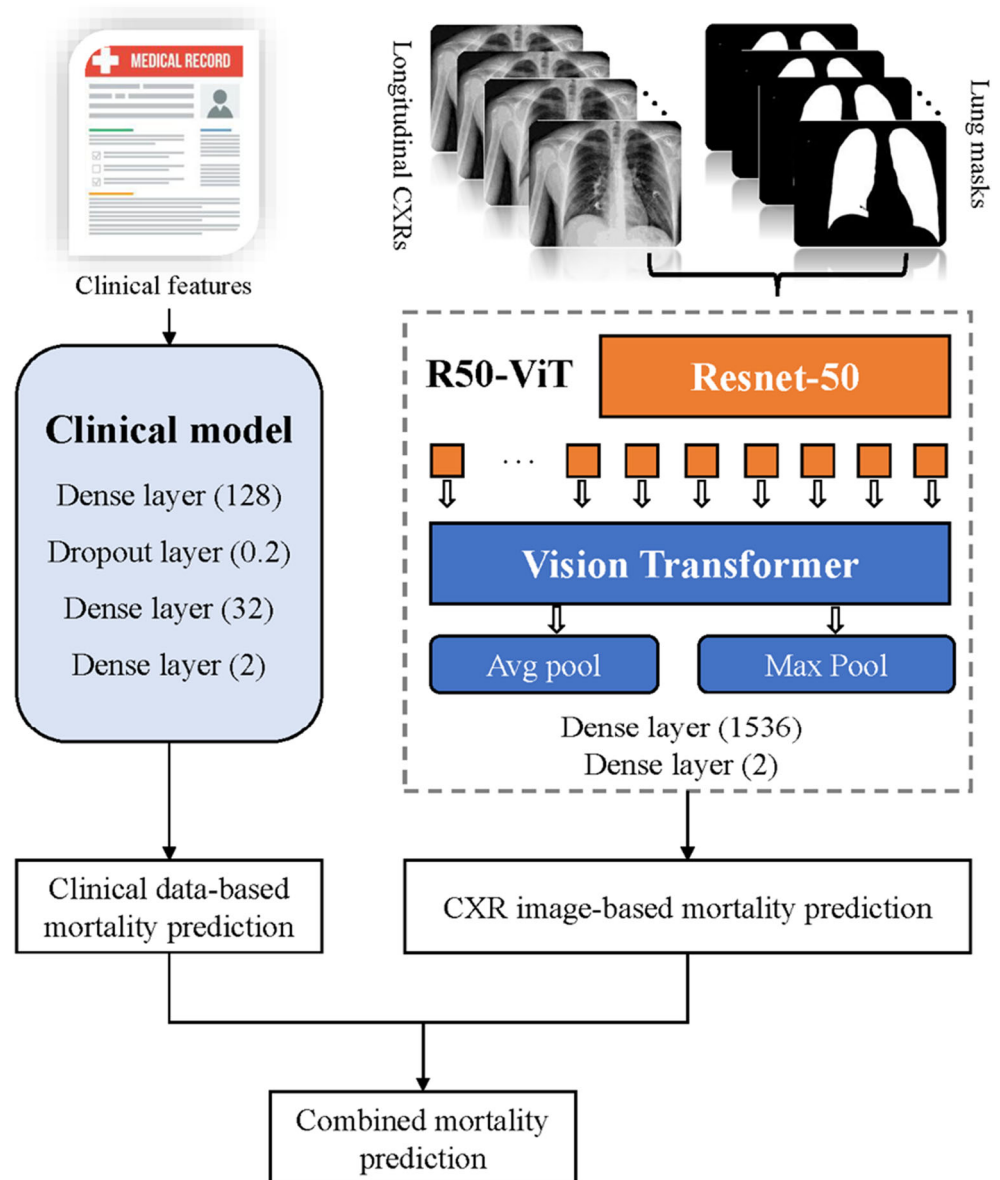 MEDICAL RECORD
Clinical features
Longitudinal CXRs
Lung masks
Clinical model
Dense layer (128)
Dropout layer (0.2)
Dense layer (32)
Dense layer (2)
R50-ViT
Resnet-50
...
Vision Transformer
Avg pool
Max Pool
Dense layer (1536)
Dense layer (2)
Clinical data-based
mortality prediction
CXR image-based mortality prediction
Combined mortality
prediction